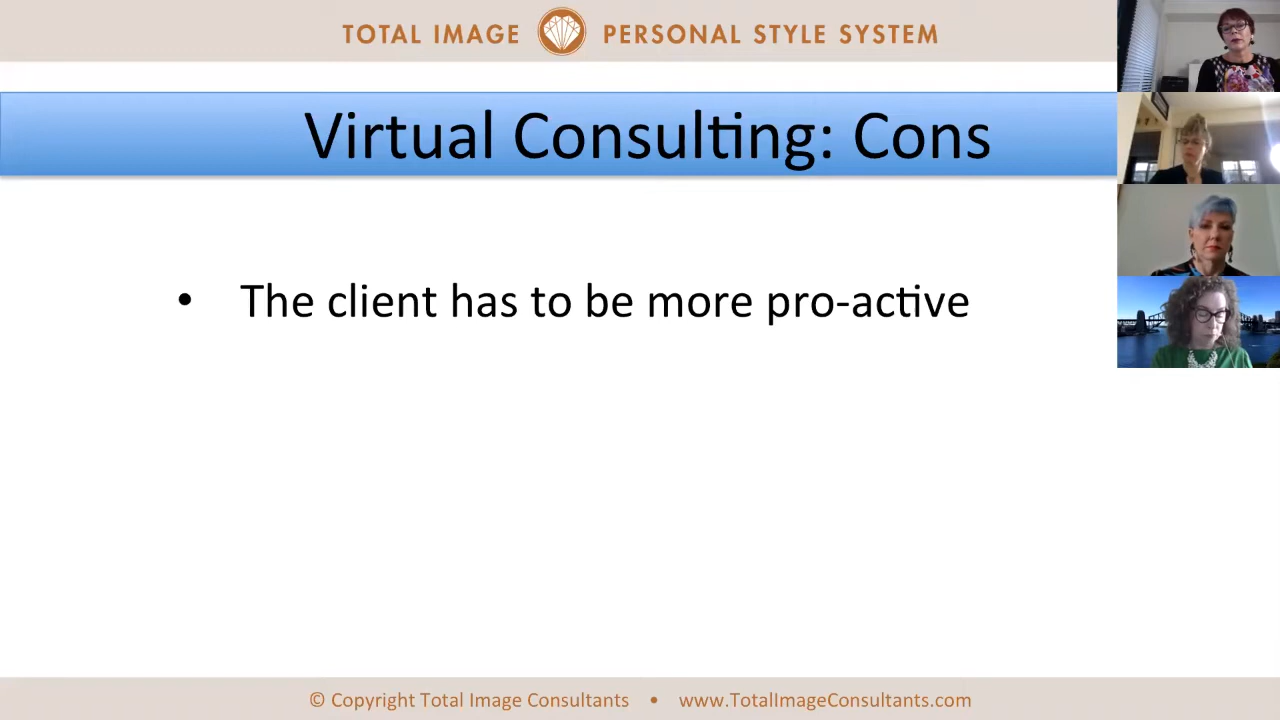 TOTAL IMAGE PERSONAL STYLE SYSTEM
Virtual Consulting: Cons
• The client has to be more pro-active
© Copyright Total Image Consultants • www.TotalImageConsultants.com